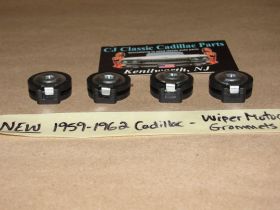 CJ Classic Cadillac Parts
Kenilworth, NJ
NEW 1959-1962 Cadillac - Wiper Motor
Grommets